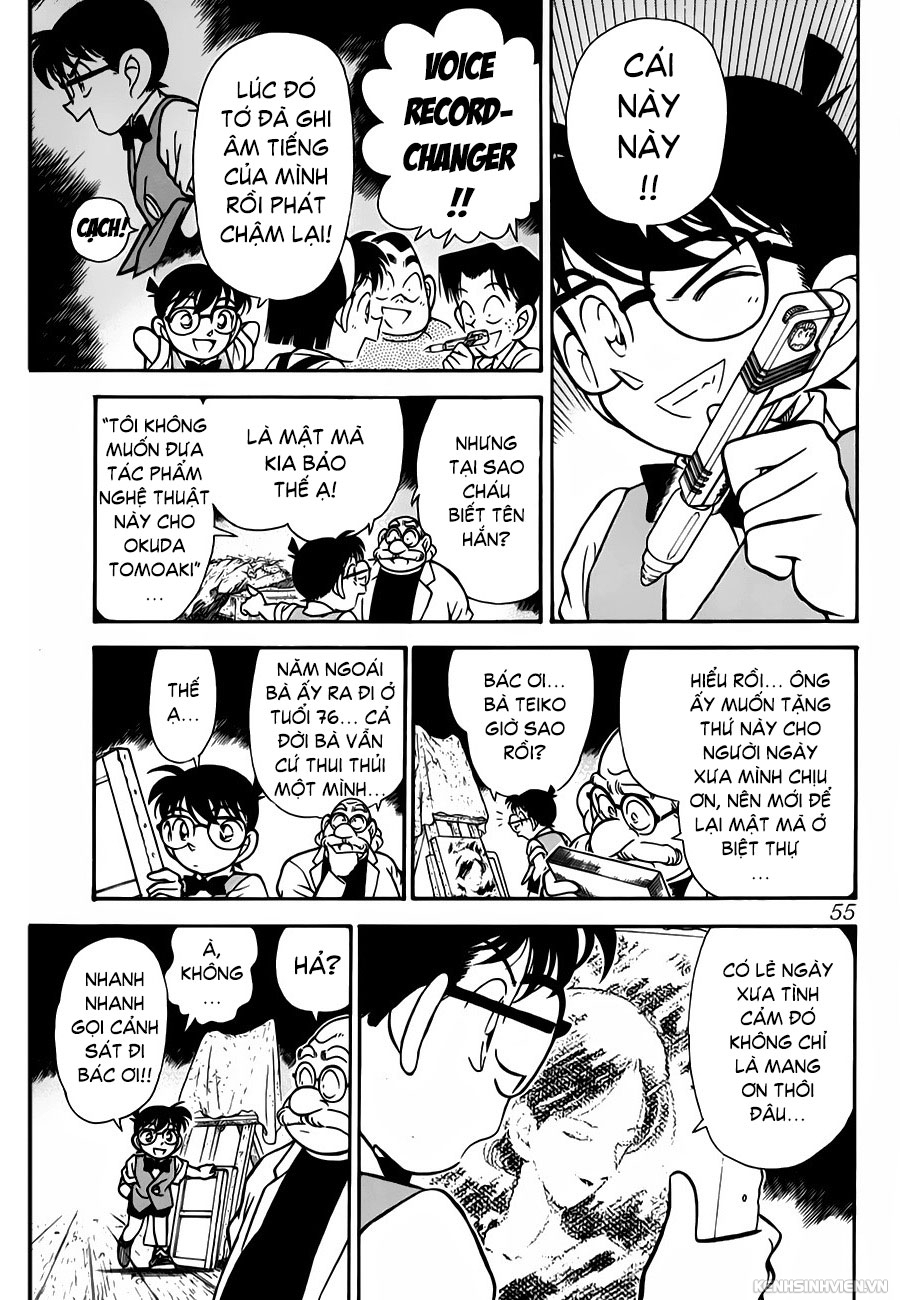 CÁI
NÀY
NÀY
!!
VOICE
RECORD-
CHANGER
!!
LÚC ĐÓ
TỚ ĐÃ GHI
ÂM TIẾNG
CỦA MÌNH
RỒI PHÁT
CHẬM LẠI!
CẠCH!
NHƯNG
TẠI SAO
CHÁU
BIẾT TÊN
HẮN?
LÀ MẬT MÃ
KIA BẢO
THẾ Ạ!
"TÔI KHÔNG
MUỐN ĐƯA
TÁC PHẨM
NGHỆ THUẬT
NÀY CHO
OKUDA
TOMOAKI"
...
HIỂU RỒI... ÔNG
ẤY MUỐN TẶNG
THỨ NÀY CHO
NGƯỜI NGÀY
XƯA MÌNH CHỊU
ƠN, NÊN MỚI ĐỂ
LẠI MẬT MÃ Ở
BIỆT THỰ
...
BÁC ƠI...
BÀ TEIKO
GIỜ SAO
RỒI?
NĂM NGOÁI
BÀ ẤY RA ĐI Ở
TUỔI 76... CẢ
ĐỜI BÀ VẪN
CỨ THUI THỦI
MỘT MÌNH...
THẾ
Ạ...
55
CÓ LẼ NGÀY
XƯA TÌNH
CẢM ĐÓ
KHÔNG CHỈ
LÀ MANG
ƠN THÔI
ĐÂU...
HẢ?
À,
KHÔNG
...
NHANH
NHANH
GỌI CẢNH
SÁT ĐI
BÁC ƠI!!
KENHSINHVIEN.VN